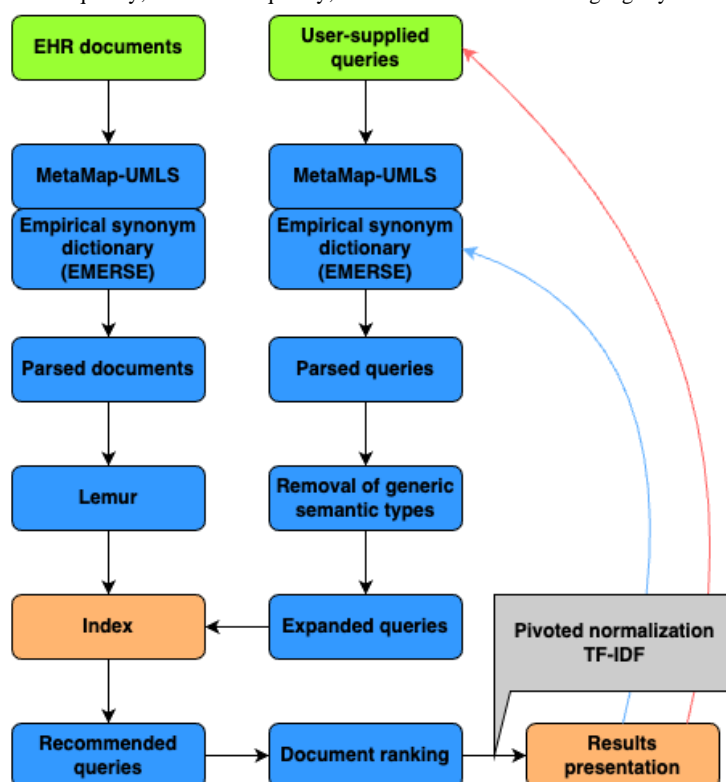 EHR documents
User-supplied
queries
MetaMap-UMLS
MetaMap-UMLS
Empirical synonym
dictionary
(EMERSE)
Empirical synonym
dictionary
(EMERSE)
Parsed documents
Parsed queries
Lemur
Removal of generic
semantic types
Index
Expanded queries
Pivoted normalization
TF-IDF
Recommended
queries
Document ranking
Results
presentation